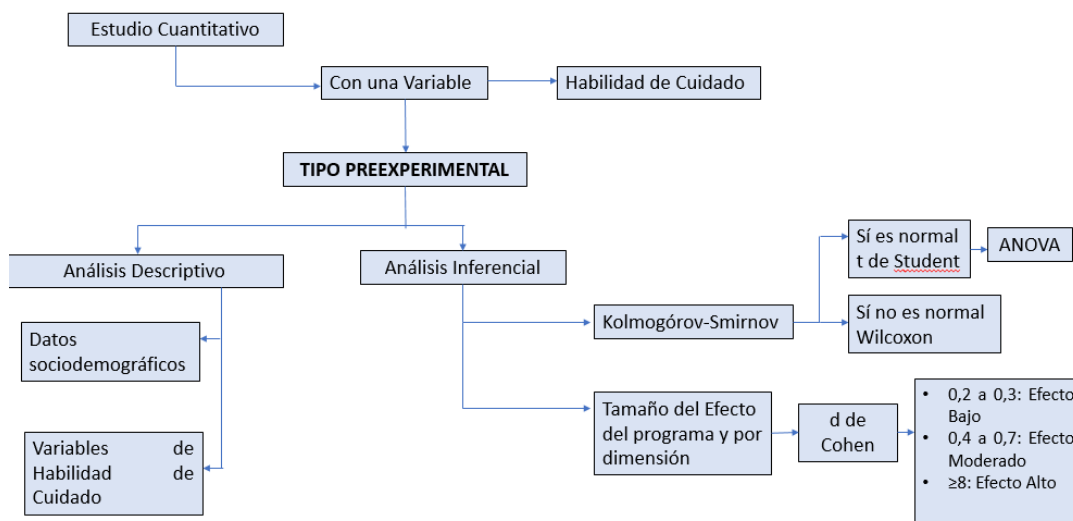 Estudio Cuantitativo
Con una Variable
Habilidad de Cuidado
TIPO PREEXPERIMENTAL
Análisis Descriptivo
Análisis Inferencial
Sí es normal
t de Student
ANOVA
Kolmogórov-Smirnov
Sí no es normal
Wilcoxon
Datos
sociodemográficos
Variables de
Habilidad de
Cuidado
Tamaño del Efecto
del programa y por
dimensión
d de
Cohen
• 0,2 a 0,3: Efecto
Bajo
• 0,4 a 0,7: Efecto
Moderado
• ≥8: Efecto Alto